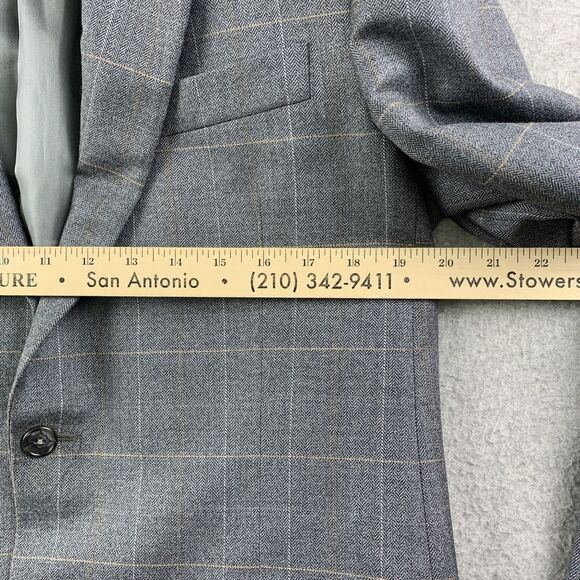 10 11 12 13 14 15 16 17 18 19 20 21 22
URE • San Antonio • (210) 342-9411 • www.Stowers